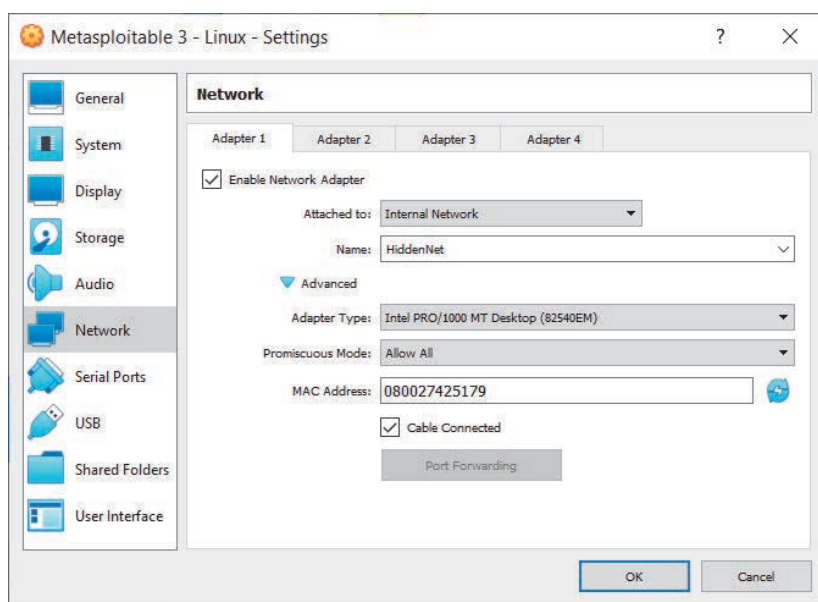 Metasploitable 3 - Linux - Settings ?
General
System
Display
Storage
Audio
Network
Serial Ports
USB
Shared Folders
User Interface
Network
Adapter 1 Adapter 2 Adapter 3 Adapter 4
Enable Network Adapter
Attached to: Internal Network
Name: HiddenNet
Advanced
Adapter Type: Intel PRO/1000 MT Desktop (82540EM)
Promiscuous Mode: Allow All
MAC Address: 080027425179
Cable Connected
Port Forwarding
OK Cancel